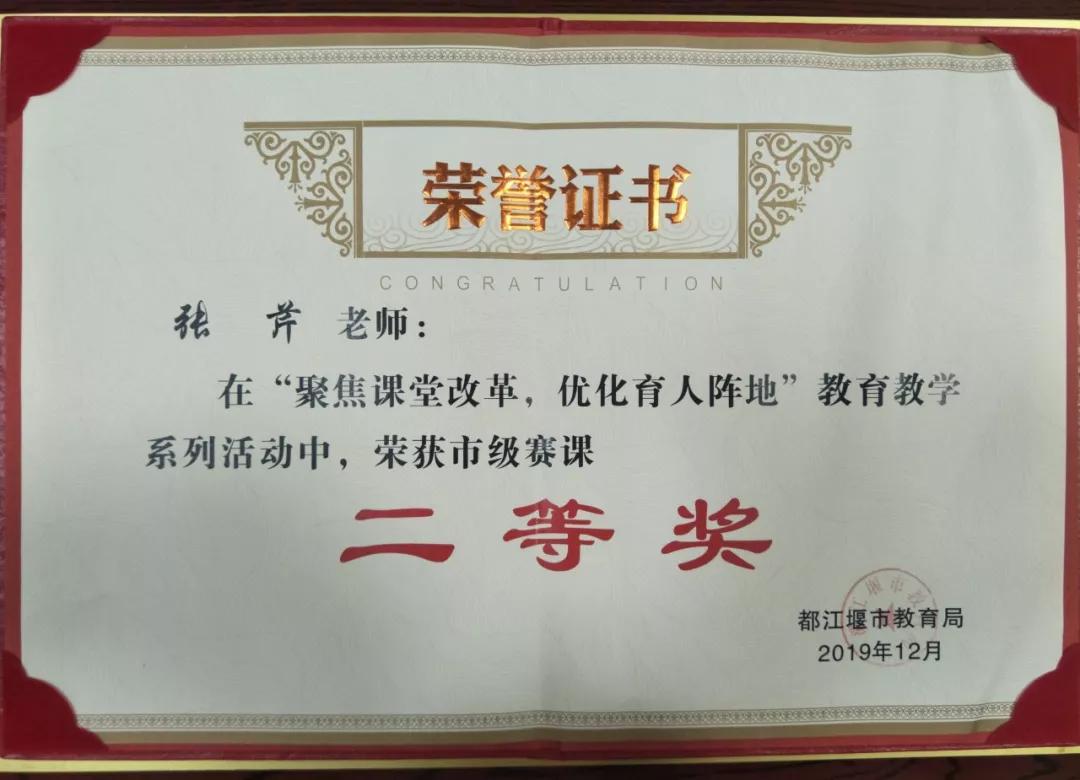 荣誉证书
CONGRATULATION
张 芹 老师：
在“聚焦课堂改革，优化育人阵地”教育教学
系列活动中，荣获市级赛课
二等奖
都江堰市教育局
2019年12月